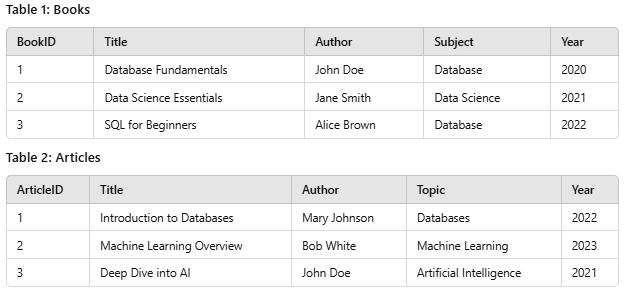 Table 1: Books
BookID Title Author Subject Year
1 Database Fundamentals John Doe Database 2020
2 Data Science Essentials Jane Smith Data Science 2021
3 SQL for Beginners Alice Brown Database 2022
Table 2: Articles
ArticleID Title Author Topic Year
1 Introduction to Databases Mary Johnson Databases 2022
2 Machine Learning Overview Bob White Machine Learning 2023
3 Deep Dive into AI John Doe Artificial Intelligence 2021